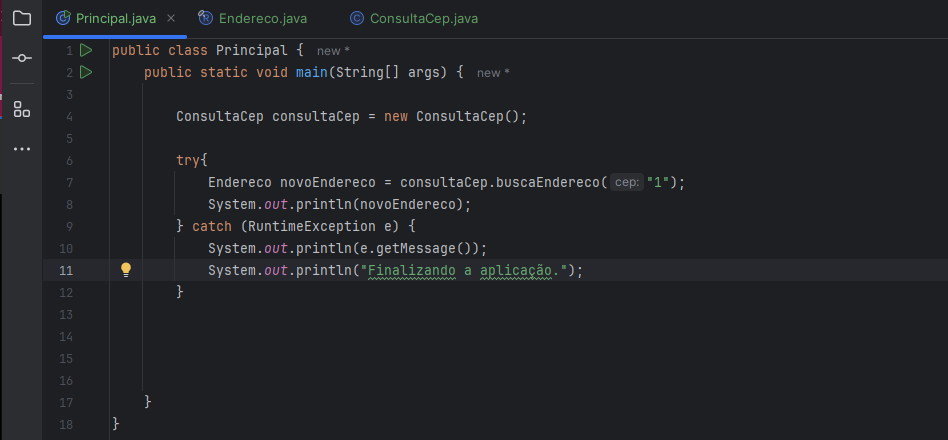 Principal.java × Endereco.java ConsultaCep.java
1 public class Principal { new *
2 public static void main(String[] args) { new *
3
4 ConsultaCep consultaCep = new ConsultaCep();
5
6 try{
7 Endereco novoEndereco = consultaCep.buscaEndereco( cep: "1");
8 System.out.println(novoEndereco);
9 } catch (RuntimeException e) {
10 System.out.println(e.getMessage());
11 System.out.println("Finalizando a aplicação.");
12 }
13
14
15
16
17 }
18 }